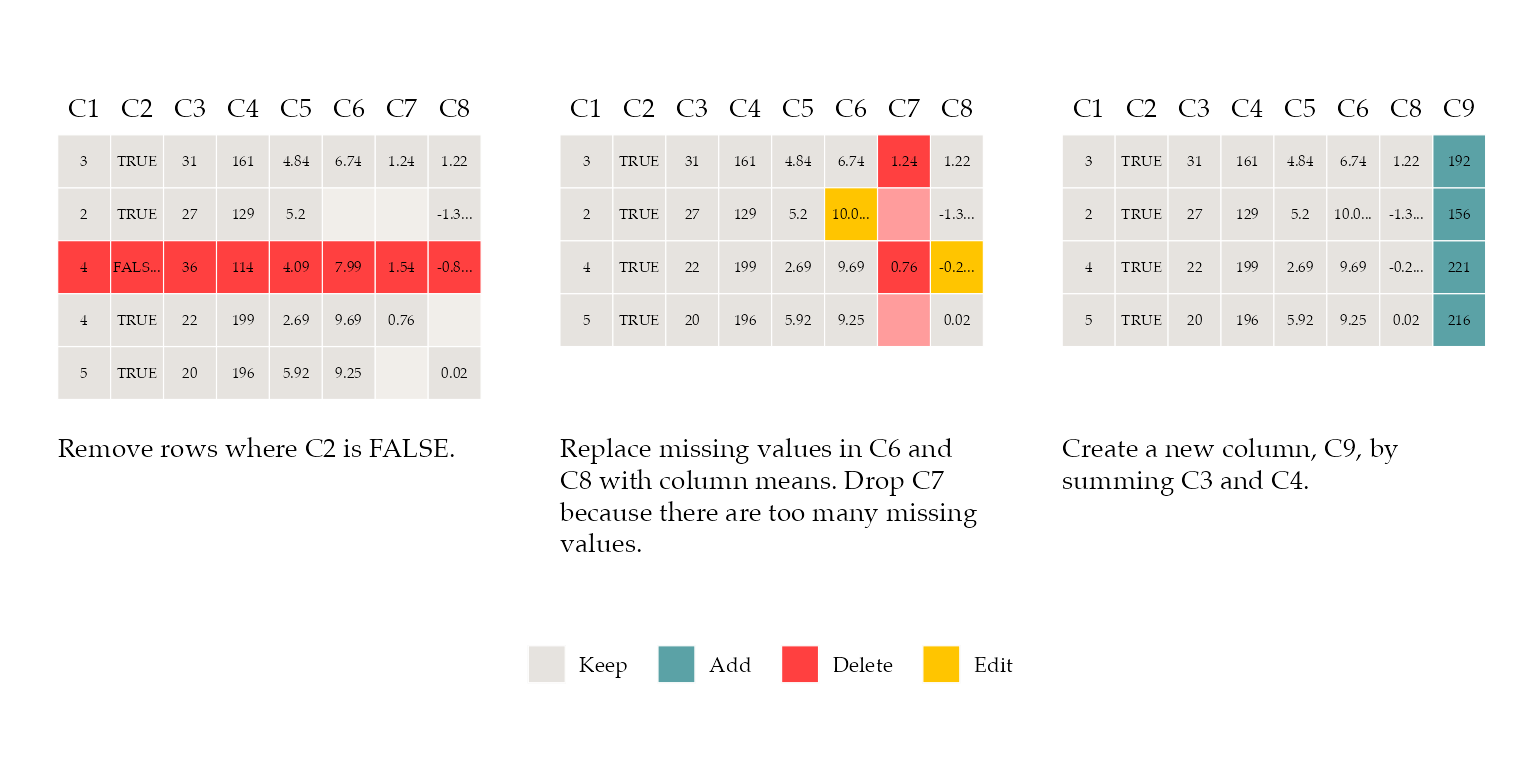 C1 C2 C3 C4 C5 C6 C7 C8
3 TRUE 31 161 4.84 6.74 1.24 1.22
2 TRUE 27 129 5.2 -1.3...
4 FALS... 36 114 4.09 7.99 1.54 -0.8...
4 TRUE 22 199 2.69 9.69 0.76
5 TRUE 20 196 5.92 9.25 0.02
Remove rows where C2 is FALSE.
C1 C2 C3 C4 C5 C6 C7 C8
3 TRUE 31 161 4.84 6.74 1.24 1.22
2 TRUE 27 129 5.2 10.0... -1.3...
4 TRUE 22 199 2.69 9.69 0.76 -0.2...
5 TRUE 20 196 5.92 9.25 0.02
Replace missing values in C6 and
C8 with column means. Drop C7
because there are too many missing
values.
C1 C2 C3 C4 C5 C6 C8 C9
3 TRUE 31 161 4.84 6.74 1.22 192
2 TRUE 27 129 5.2 10.0... -1.3... 156
4 TRUE 22 199 2.69 9.69 -0.2... 221
5 TRUE 20 196 5.92 9.25 0.02 216
Create a new column, C9, by
summing C3 and C4.
Keep Add Delete Edit